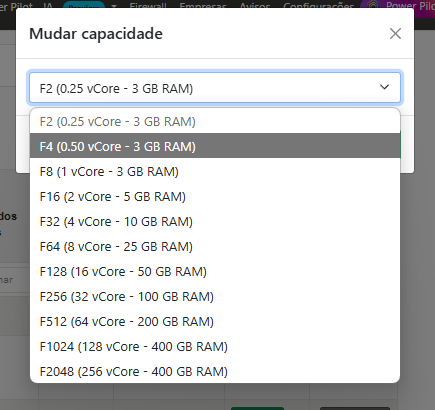 er Pilot IA Firewall Empresas Avisos Configurações Power Pilo
Mudar capacidade
F2 (0.25 vCore - 3 GB RAM)
F2 (0.25 vCore - 3 GB RAM)
F4 (0.50 vCore - 3 GB RAM)
F8 (1 vCore - 3 GB RAM)
F16 (2 vCore - 5 GB RAM)
F32 (4 vCore - 10 GB RAM)
F64 (8 vCore - 25 GB RAM)
F128 (16 vCore - 50 GB RAM)
F256 (32 vCore - 100 GB RAM)
F512 (64 vCore - 200 GB RAM)
F1024 (128 vCore - 400 GB RAM)
F2048 (256 vCore - 400 GB RAM)
dos
s
nar